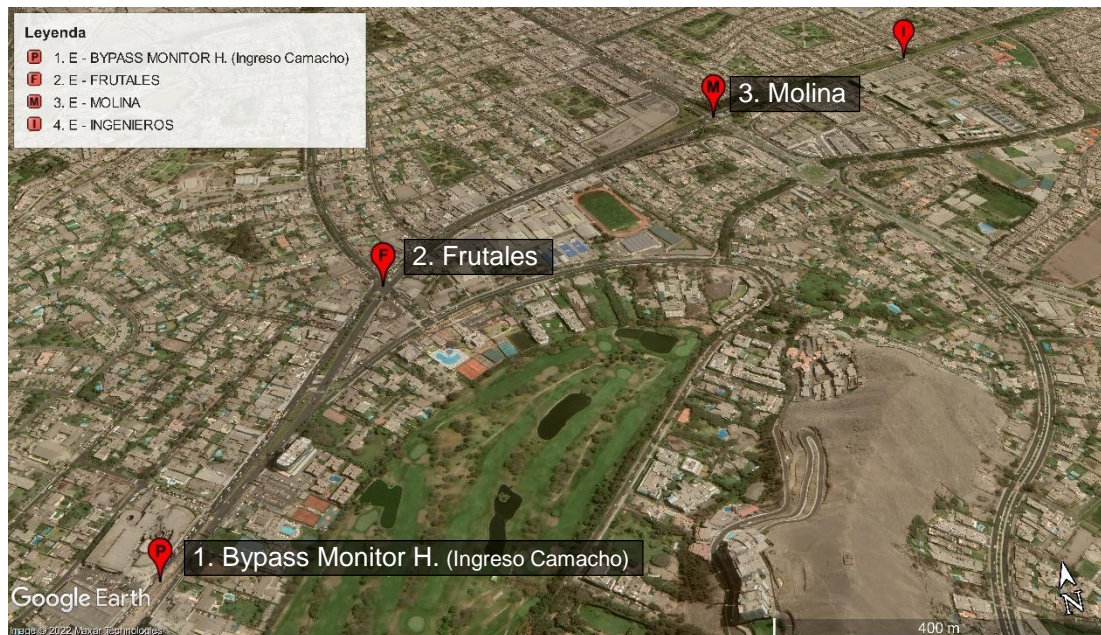 Leyenda
P 1. E - BYPASS MONITOR H. (Ingreso Camacho)
F 2. E - FRUTALES
M 3. E - MOLINA
I 4. E - INGENIEROS
I
M
3. Molina
F
2. Frutales
P
1. Bypass Monitor H. (Ingreso Camacho)
Google Earth
Image © 2022 Maxar Technologies
400 m
N